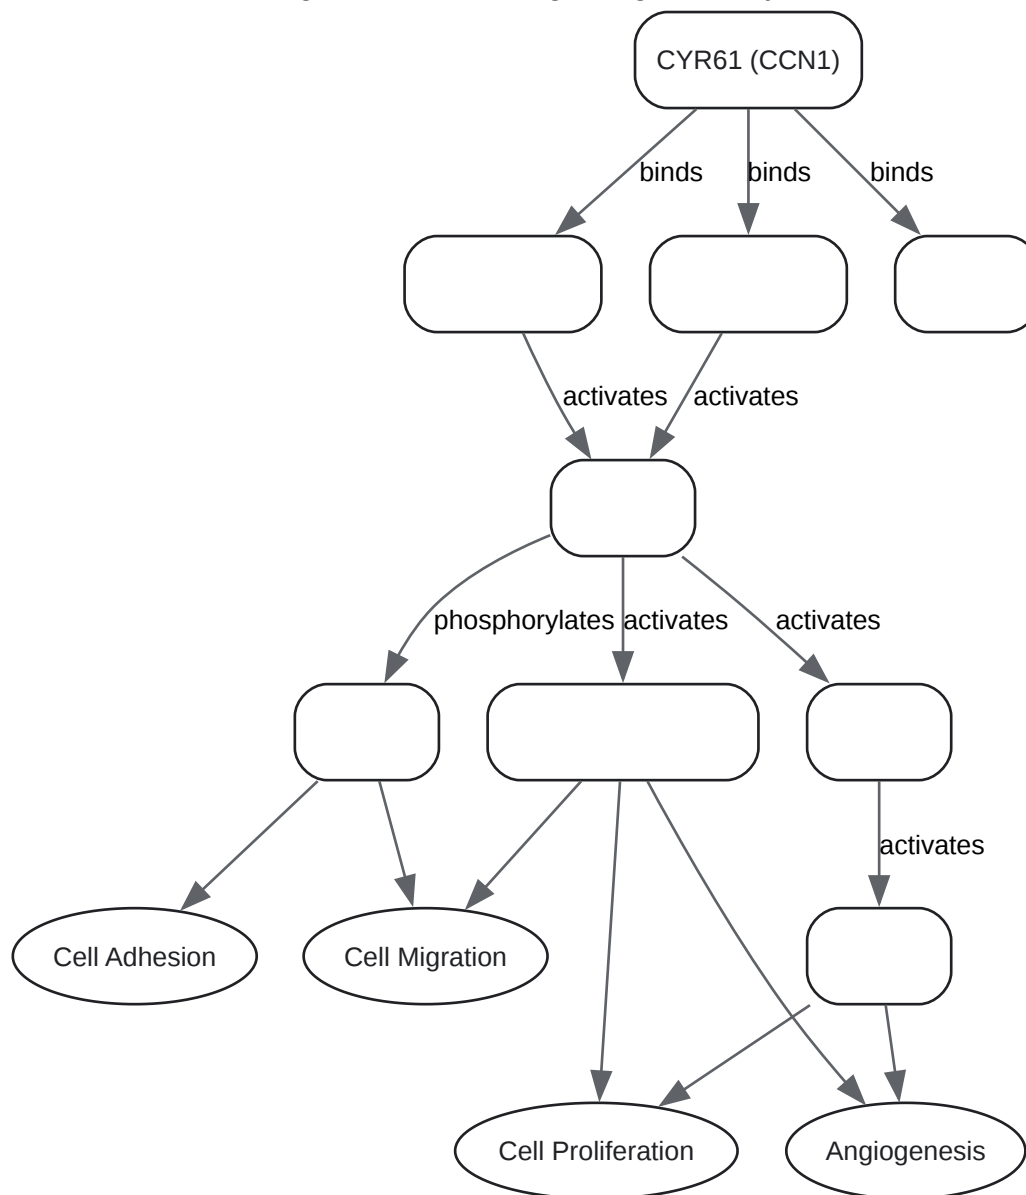 CYR61 (CCN1)
binds
binds
binds
activates
activates
phosphorylates
activates
activates
activates
Cell Adhesion
Cell Migration
Cell Proliferation
Angiogenesis